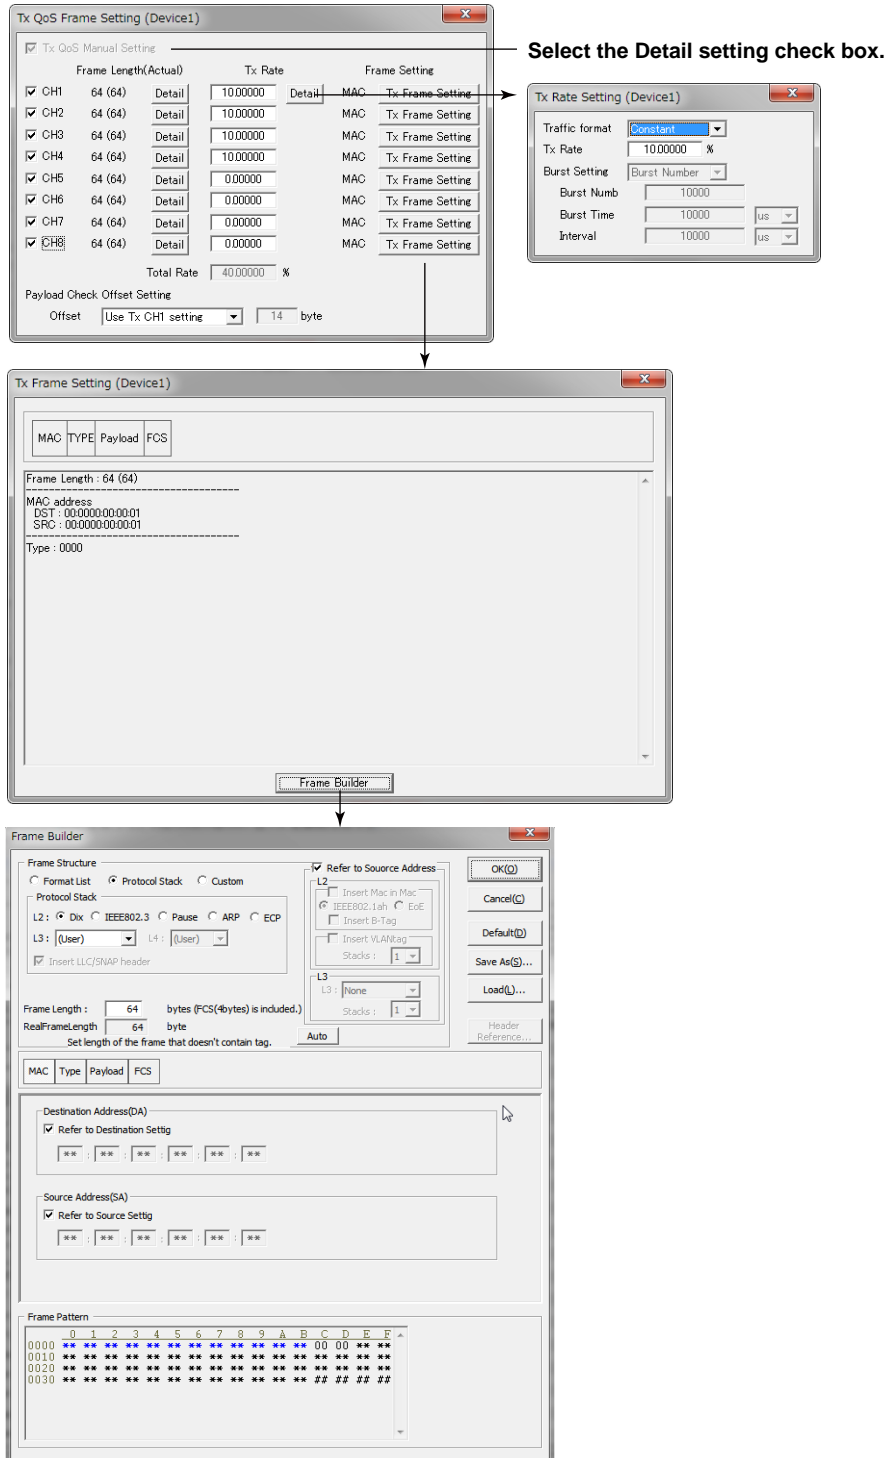 Tx QoS Frame Setting (Device1)
Tx QoS Manual Setting
Select the Detail setting check box.
Frame Length(Actual) Tx Rate Frame Setting
CH1 64 (64) Detail 10.00000 Detail MAC Tx Frame Setting
CH2 64 (64) Detail 10.00000 MAC Tx Frame Setting
CH3 64 (64) Detail 10.00000 MAC Tx Frame Setting
CH4 64 (64) Detail 10.00000 MAC Tx Frame Setting
CH5 64 (64) Detail 0.00000 MAC Tx Frame Setting
CH6 64 (64) Detail 0.00000 MAC Tx Frame Setting
CH7 64 (64) Detail 0.00000 MAC Tx Frame Setting
CH8 64 (64) Detail 0.00000 MAC Tx Frame Setting
Total Rate 40.00000 %
Payload Check Offset Setting
Offset Use Tx CH1 setting 14 byte
Tx Rate Setting (Device1)
Traffic format Constant
Tx Rate 10.00000 %
Burst Setting Burst Number
Burst Numb 10000
Burst Time 10000 us
Interval 10000 us
Tx Frame Setting (Device1)
MAC TYPE Payload FCS
Frame Length : 64 (64)
----------------------------------------
MAC address
DST : 00:0000:00:00:01
SRC : 00:0000:00:00:01
----------------------------------------
Type : 0000
Frame Builder
Frame Builder
Frame Structure
Format List Protocol Stack Custom
Protocol Stack
L2 : Dix IEEE802.3 Pause ARP ECP
L3 : (User) L4 : (User)
Insert LLC/SNAP header
Refer to Souorce Address
L2
Insert Mac in Mac
IEEE802.1ah EoE
Insert B-Tag
Insert VLANtag
Stacks : 1
L3
L3 : None
Stacks : 1
Frame Length : 64 bytes (FCS(4bytes) is included.)
RealFrameLength 64 byte
Set length of the frame that doesn't contain tag.
Auto
OK(O)
Cancel(C)
Default(D)
Save As(S)...
Load(L)...
Header
Reference...
MAC Type Payload FCS
Destination Address(DA)
Refer to Destination Settig
** : ** : ** : ** : ** : **
Source Address(SA)
Refer to Source Settig
** : ** : ** : ** : ** : **
Frame Pattern
0 1 2 3 4 5 6 7 8 9 A B C D E F
0000 ** ** ** ** ** ** ** ** ** ** ** ** 00 00 ** **
0010 ** ** ** ** ** ** ** ** ** ** ** ** ** ** ** **
0020 ** ** ** ** ** ** ** ** ** ** ** ** ** ** ** **
0030 ** ** ** ** ** ** ** ** ** ** ** ** ## ## ## ##